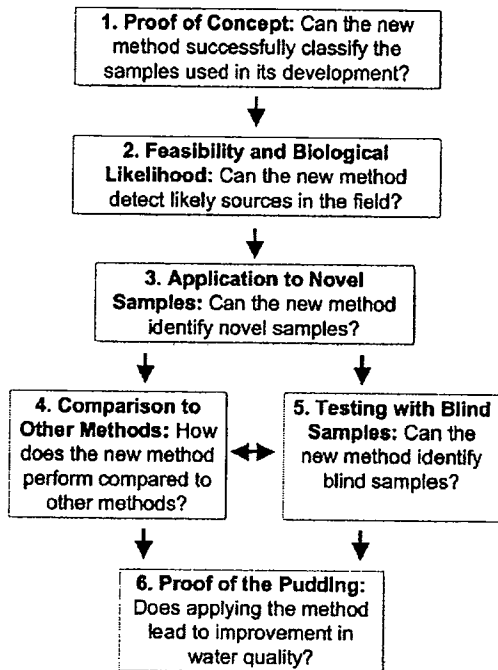 1. Proof of Concept: Can the new
method successfully classify the
samples used in its development?
2. Feasibility and Biological
Likelihood: Can the new method
detect likely sources in the field?
3. Application to Novel
Samples: Can the new method
identify novel samples?
4. Comparison to
Other Methods: How
does the new method
perform compared to
other methods?
5. Testing with Blind
Samples: Can the
new method identify
blind samples?
6. Proof of the Pudding:
Does applying the method
lead to improvement in
water quality?